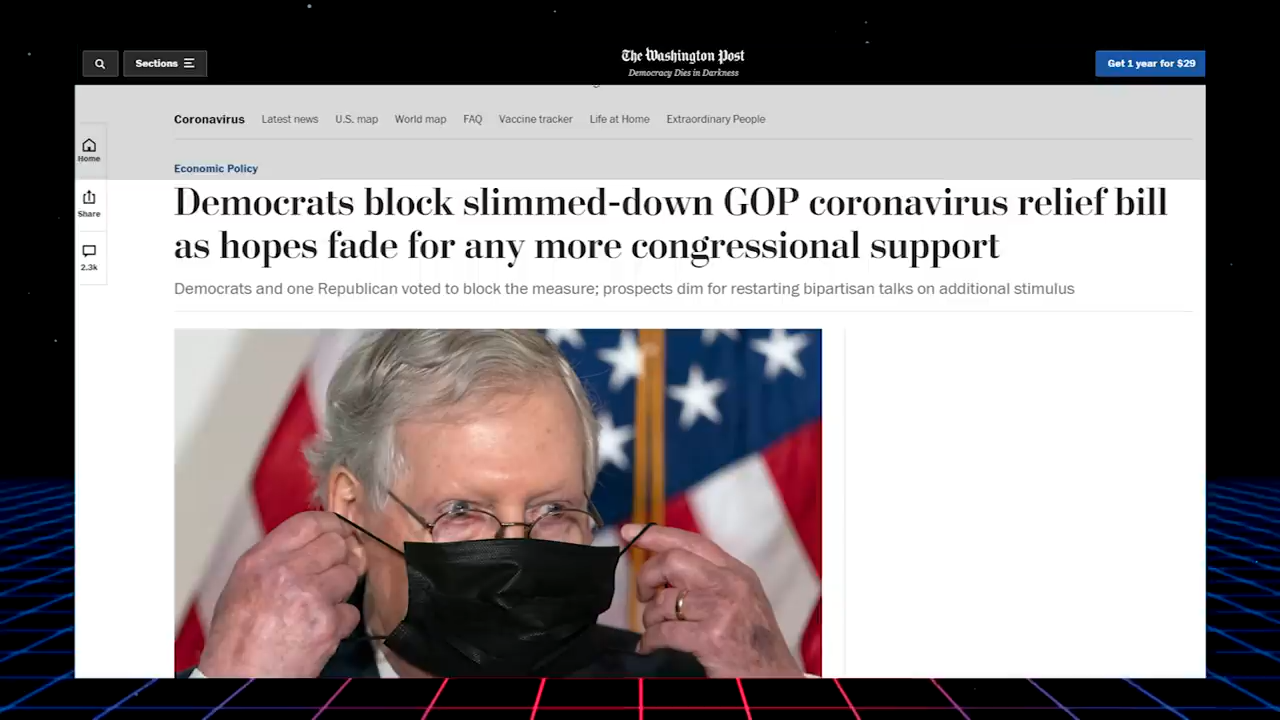 Sections
The Washington Post
Democracy Dies in Darkness
Get 1 year for $29
Coronavirus Latest news U.S. map World map FAQ Vaccine tracker Life at Home Extraordinary People
Home
Economic Policy
Democrats block slimmed-down GOP coronavirus relief bill
as hopes fade for any more congressional support
Share
2.3k
Democrats and one Republican voted to block the measure; prospects dim for restarting bipartisan talks on additional stimulus